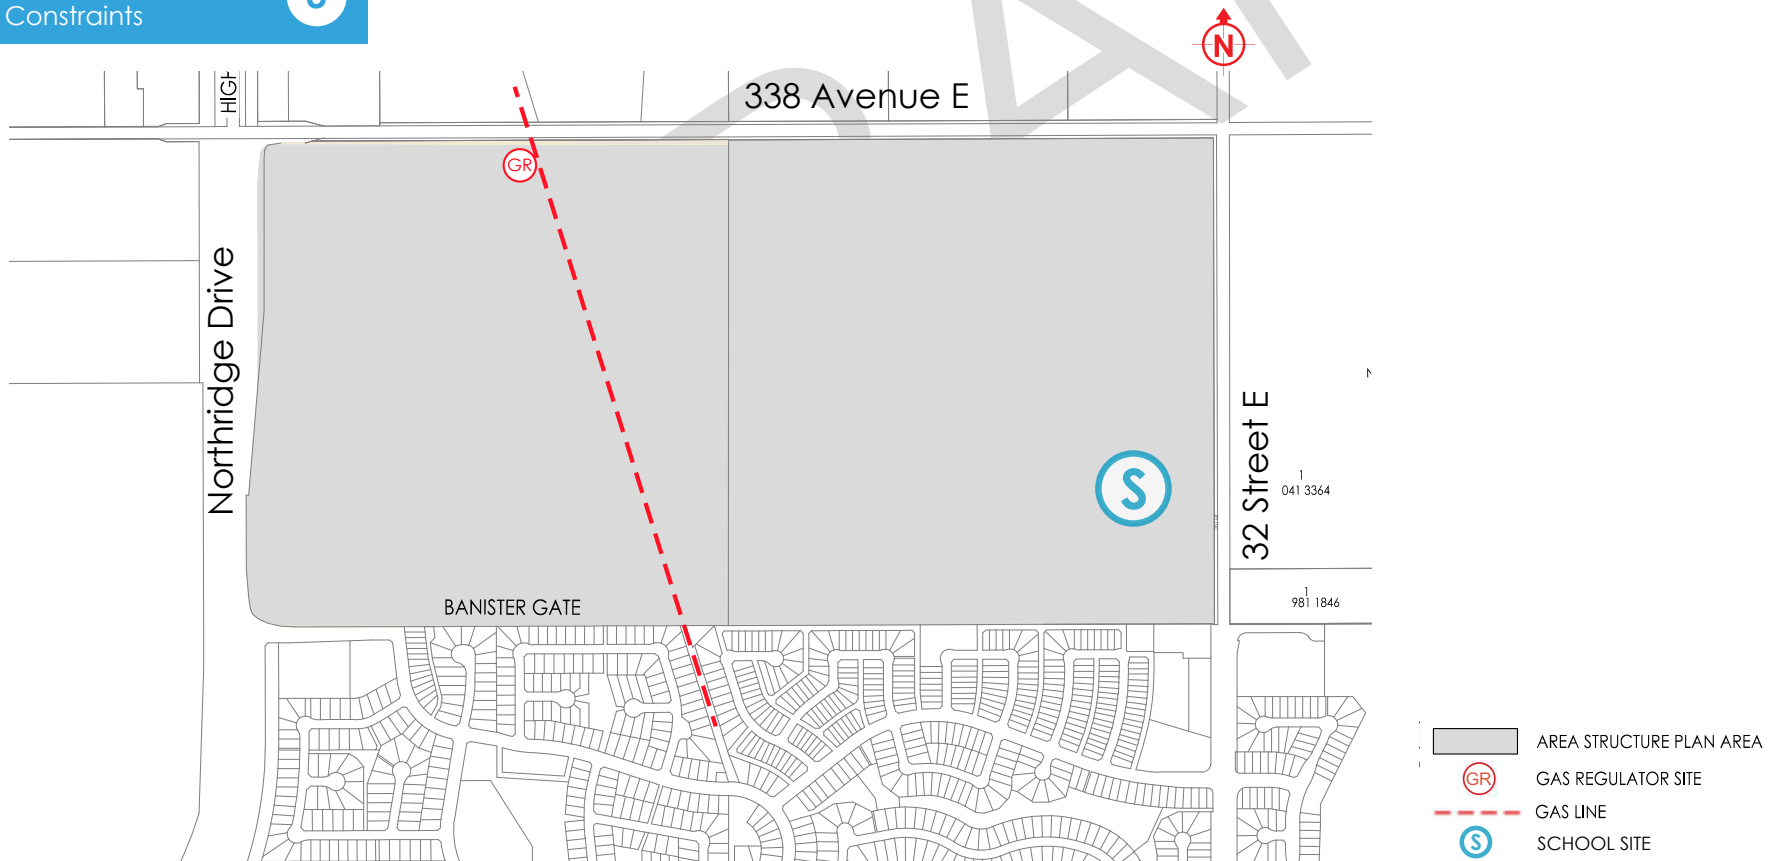 Constraints
N
HIGH
338 Avenue E
GR
Northridge Drive
32 Street E
S
1
041 3364
1
981 1846
BANISTER GATE
AREA STRUCTURE PLAN AREA
GR GAS REGULATOR SITE
GAS LINE
S SCHOOL SITE